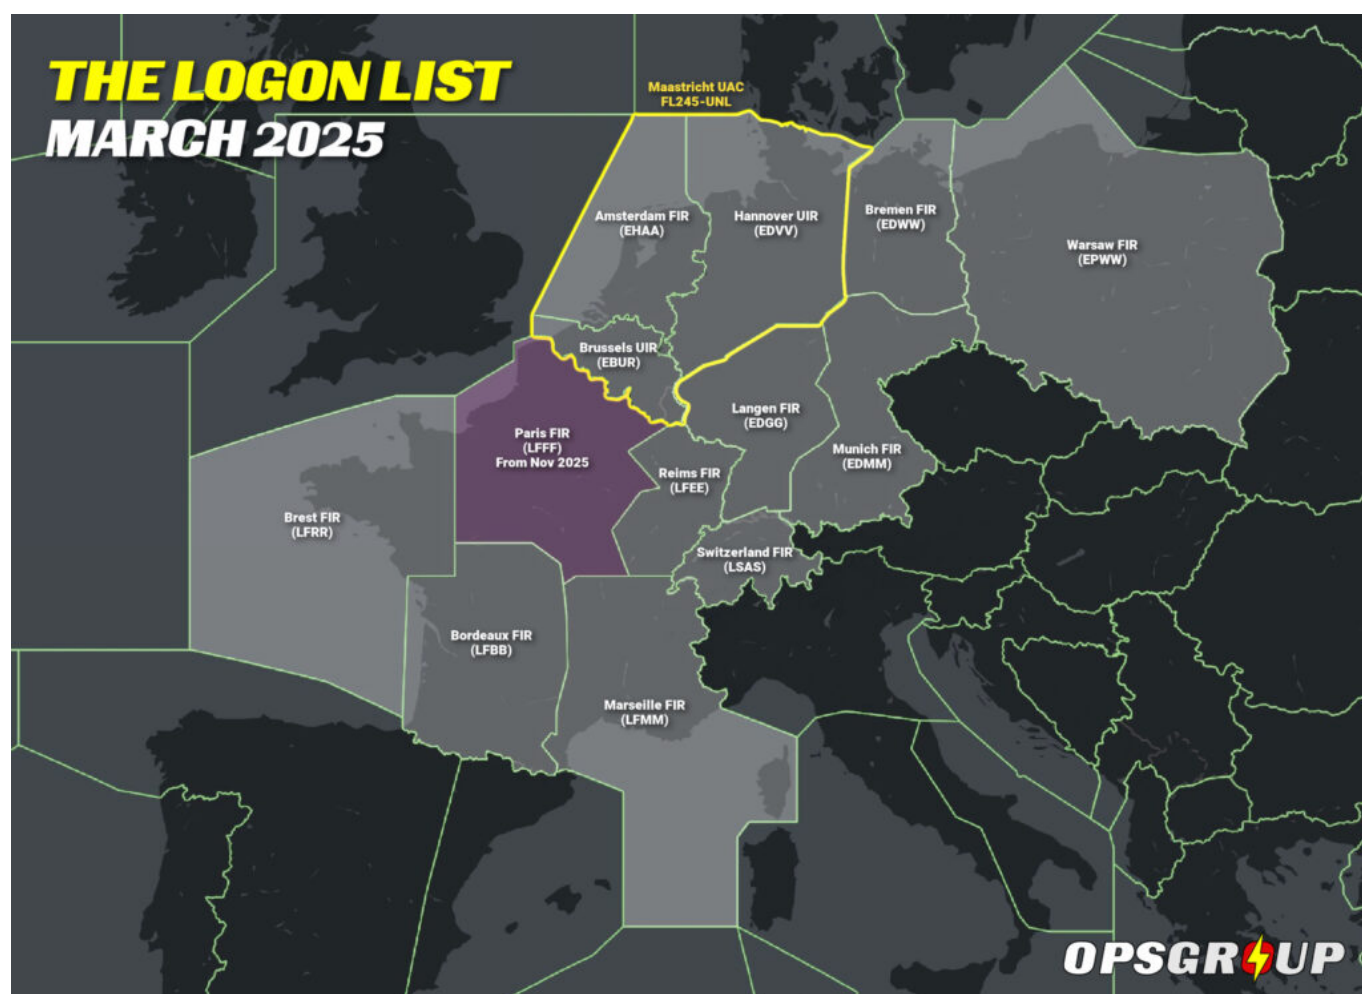 THE LOGON LIST
MARCH 2025
Maastricht UAC
FL245-UNL
Amsterdam FIR
(EHAA)
Hannover UIR
(EDVV)
Bremen FIR
(EDWW)
Warsaw FIR
(EPWW)
Brussels UIR
(EBUR)
Langen FIR
(EDGG)
Paris FIR
(LFFF)
From Nov 2025
Munich FIR
(EDMM)
Reims FIR
(LFEE)
Brest FIR
(LFRR)
Switzerland FIR
(LSAS)
Bordeaux FIR
(LFBB)
Marseille FIR
(LFMM)
OPSGROUP